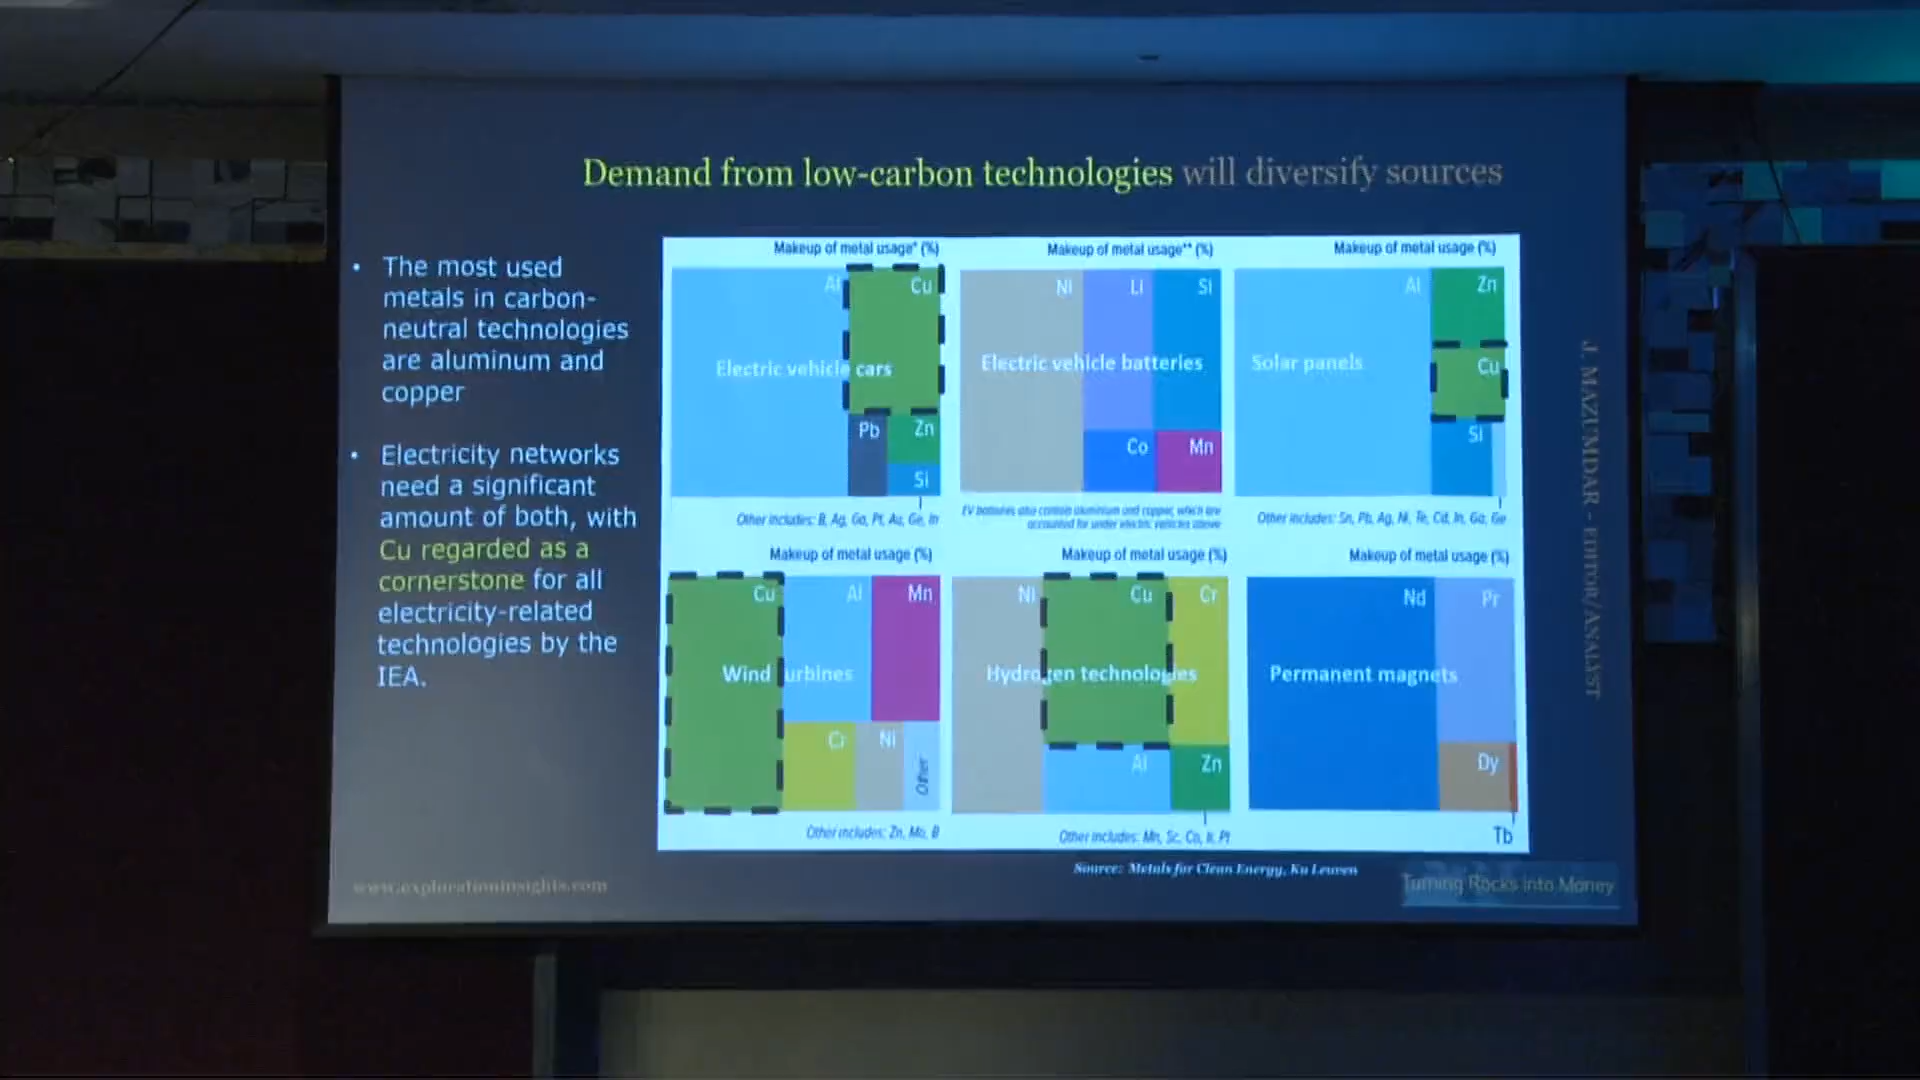 Demand from low-carbon technologies will diversify sources
• The most used
metals in carbon-
neutral technologies
are aluminum and
copper
• Electricity networks
need a significant
amount of both, with
Cu regarded as a
cornerstone for all
electricity-related
technologies by the
IEA.
Makeup of metal usage* (%)
Al
Cu
Electric vehicle cars
Pb
Zn
Si
Other includes: B, Ag, Ga, Pt, Au, Ge, In
Makeup of metal usage** (%)
Ni
Li
Si
Electric vehicle batteries
Co
Mn
EV batteries also contain aluminium and copper, which are
accounted for under electric vehicles above
Makeup of metal usage (%)
Al
Zn
Solar panels
Cu
Si
Other includes: Sn, Pb, Ag, Ni, Te, Cd, In, Ga, Ge
Makeup of metal usage (%)
Cu
Al
Mn
Wind urbines
Cr
Ni
Other
Other includes: Zn, Mo, B
Makeup of metal usage (%)
Ni
Cu
Cr
Hydrogen technologies
Al
Zn
Other includes: Mn, Sc, Co, Ir, Pt
Makeup of metal usage (%)
Nd
Pr
Permanent magnets
Dy
Tb
J. MAZUMDAR - EDITOR/ANALYST
Source: Metals for Clean Energy, Ku Leuven
www.explorationinsights.com
Turning Rocks into Money